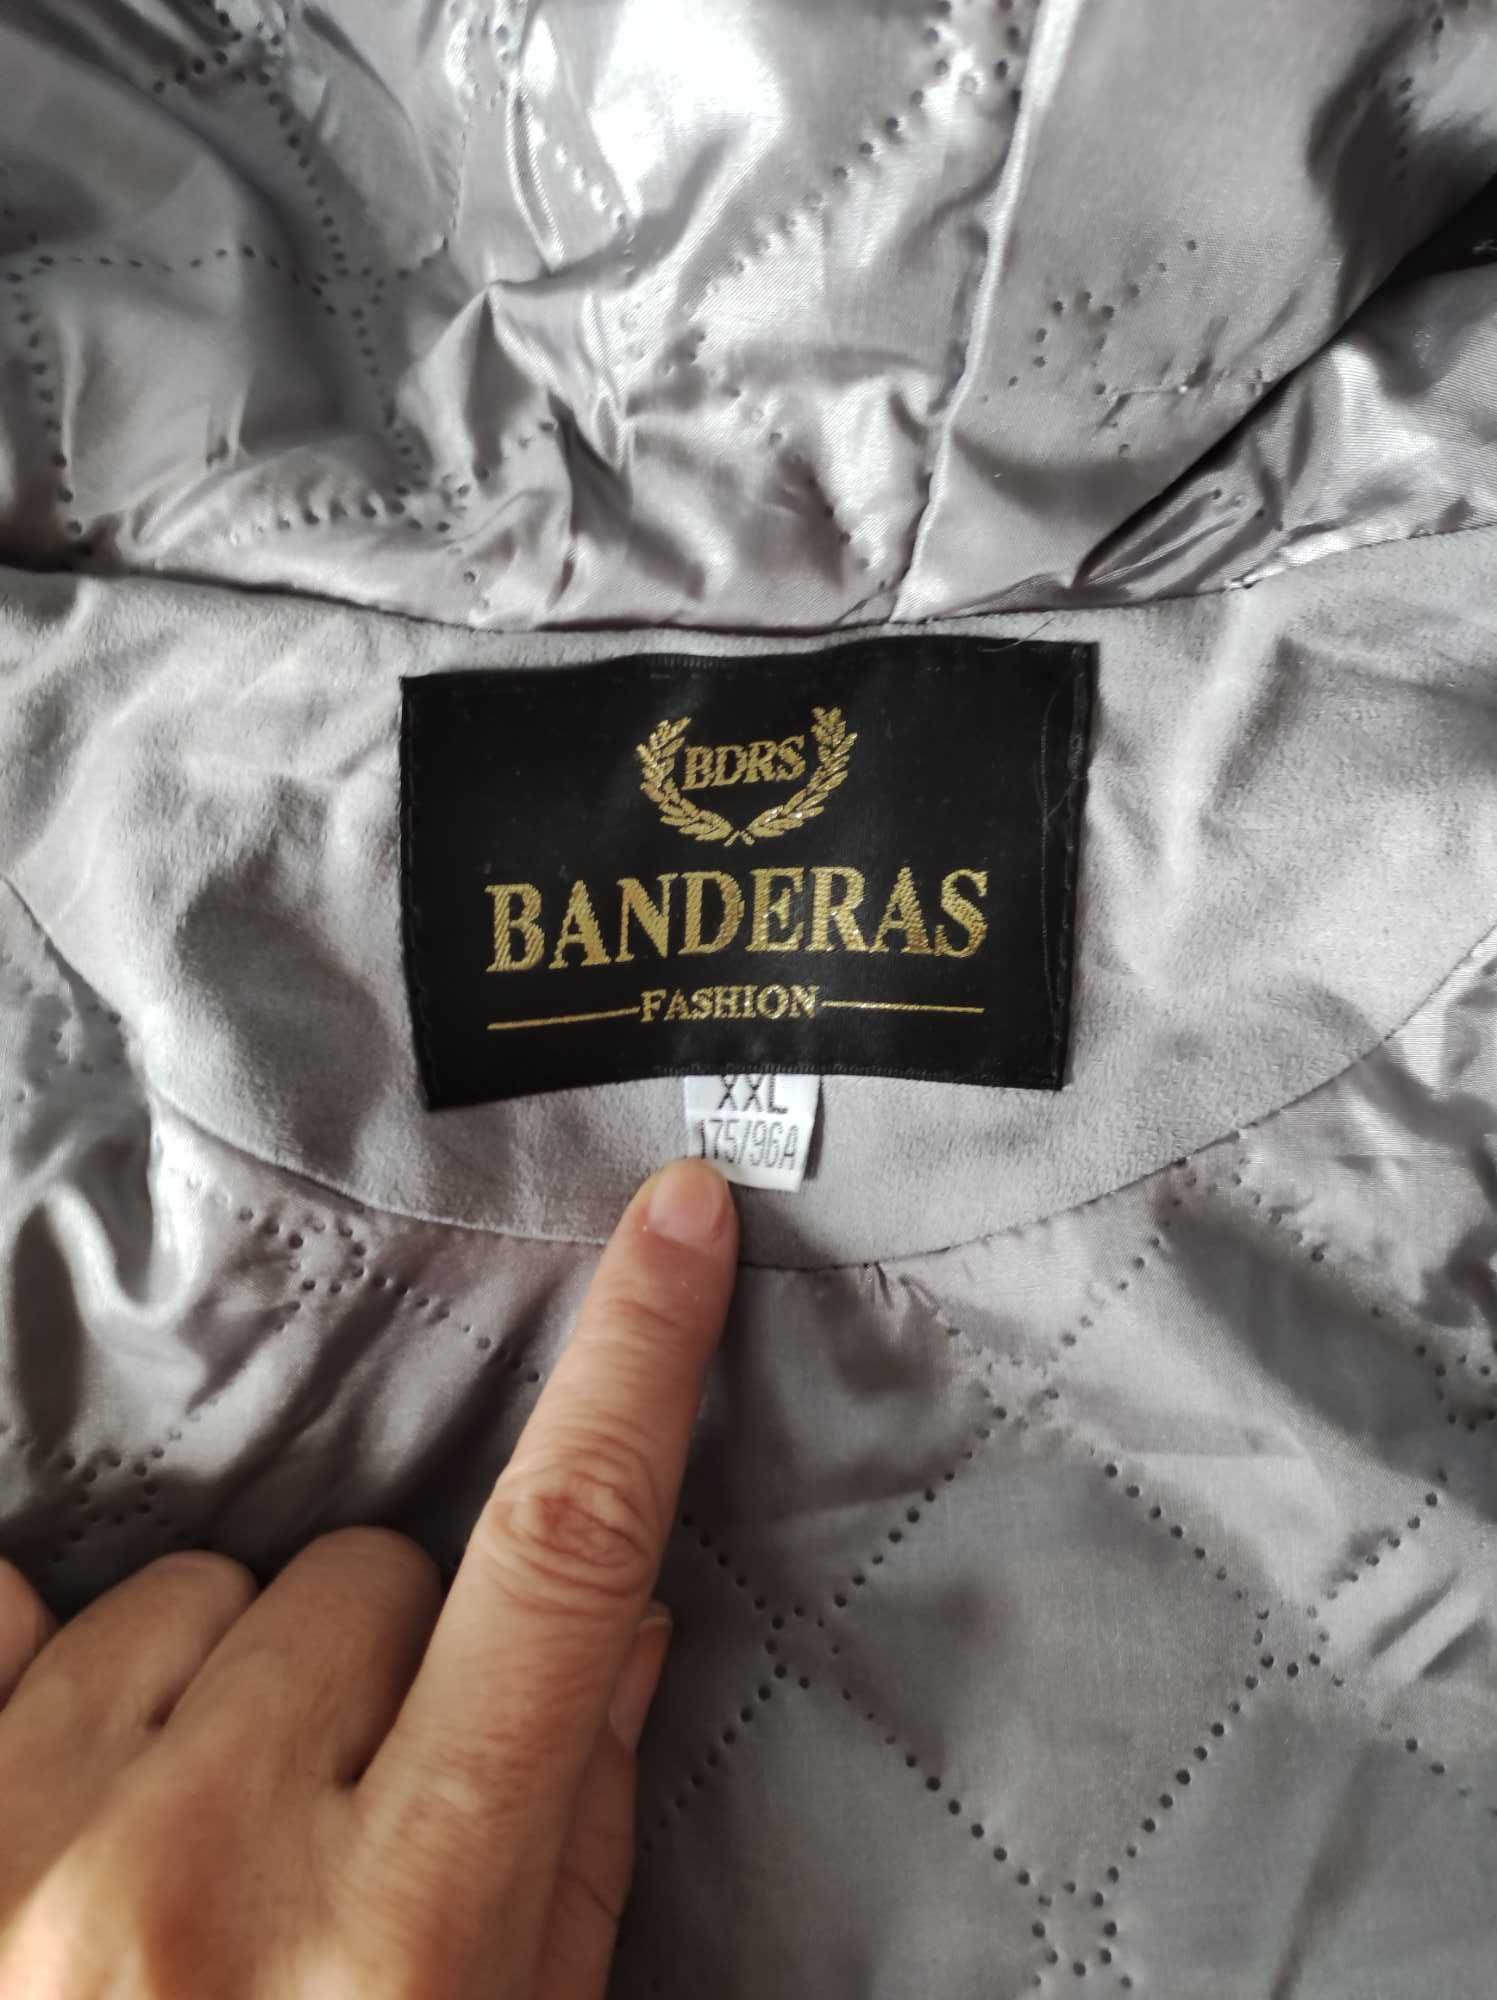 BDRS
BANDERAS
FASHION
XXL
175/96A